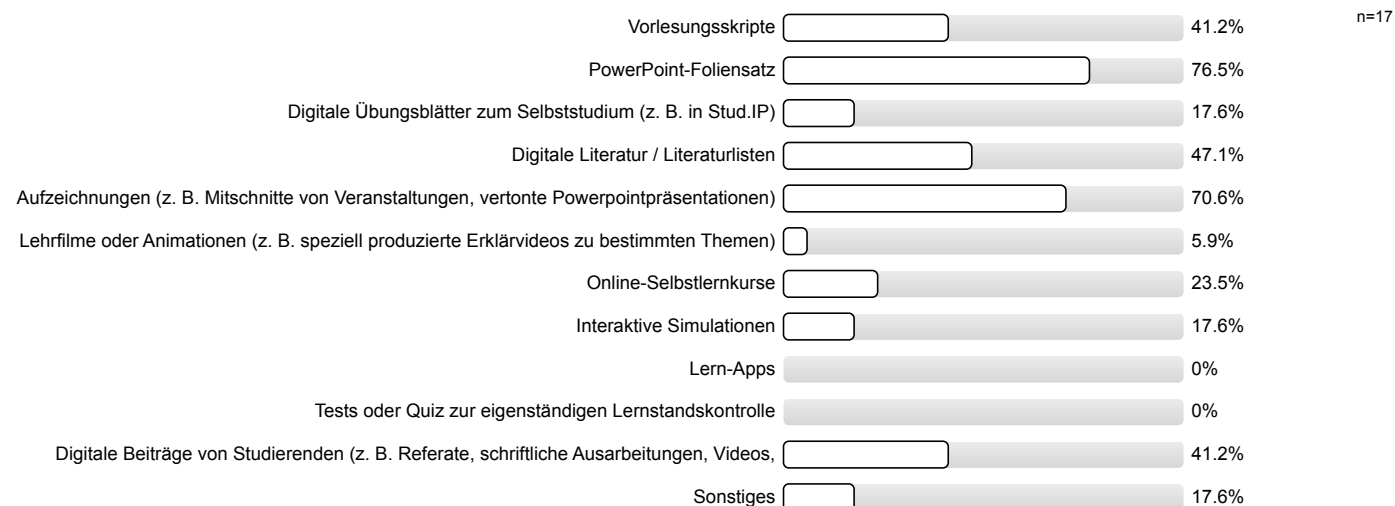 Vorlesungsskripte 41.2% n=17
PowerPoint-Foliensatz 76.5%
Digitale Übungsblätter zum Selbststudium (z. B. in Stud.IP) 17.6%
Digitale Literatur / Literaturlisten 47.1%
Aufzeichnungen (z. B. Mitschnitte von Veranstaltungen, vertonte Powerpointpräsentationen) 70.6%
Lehrfilme oder Animationen (z. B. speziell produzierte Erklärvideos zu bestimmten Themen) 5.9%
Online-Selbstlernkurse 23.5%
Interaktive Simulationen 17.6%
Lern-Apps 0%
Tests oder Quiz zur eigenständigen Lernstandskontrolle 0%
Digitale Beiträge von Studierenden (z. B. Referate, schriftliche Ausarbeitungen, Videos, 41.2%
Sonstiges 17.6%